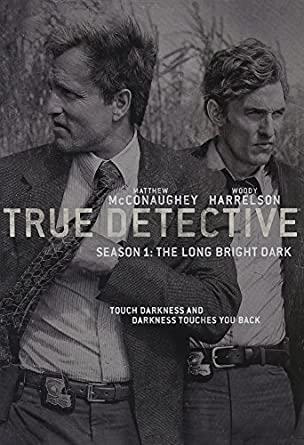 MATTHEW McCONAUGHEY
WOODY HARRELSON
TRUE DETECTIVE
SEASON 1: THE LONG BRIGHT DARK
TOUCH DARKNESS AND
DARKNESS TOUCHES YOU BACK